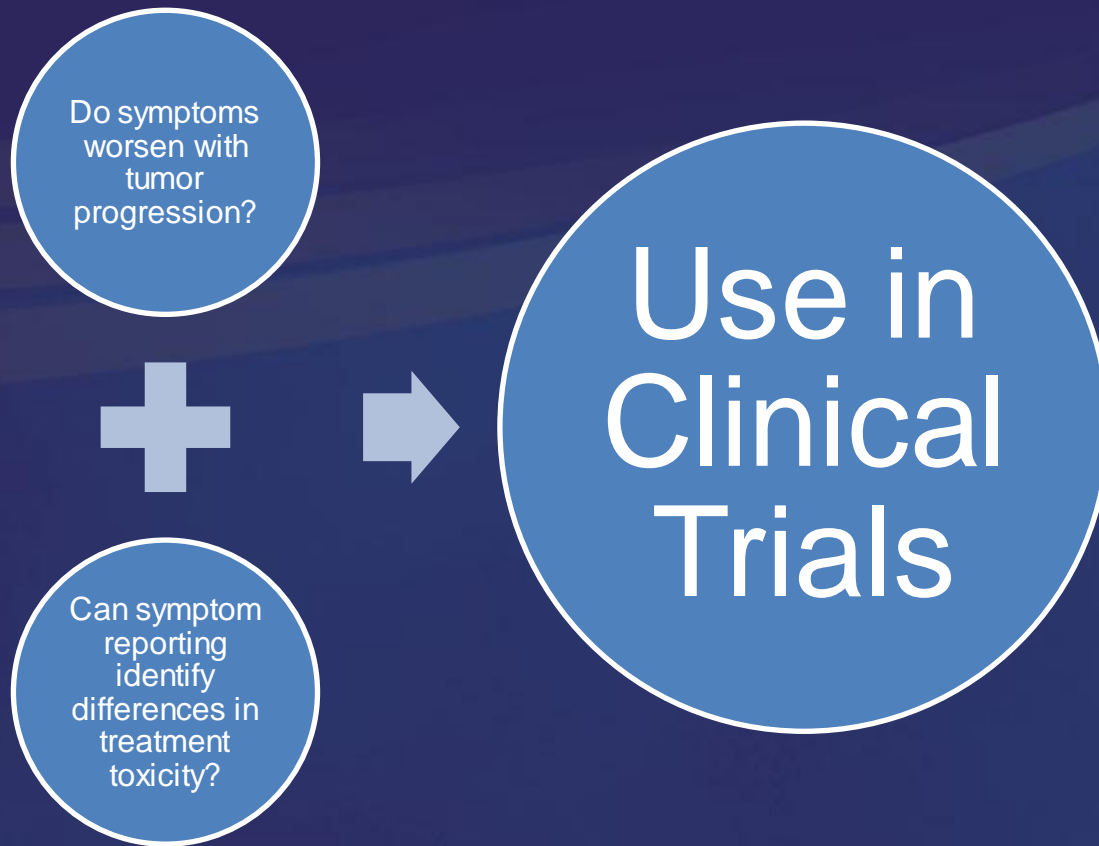 Do symptoms
worsen with
tumor
progression?
Can symptom
reporting
identify
differences in
treatment
toxicity?
Use in
Clinical
Trials